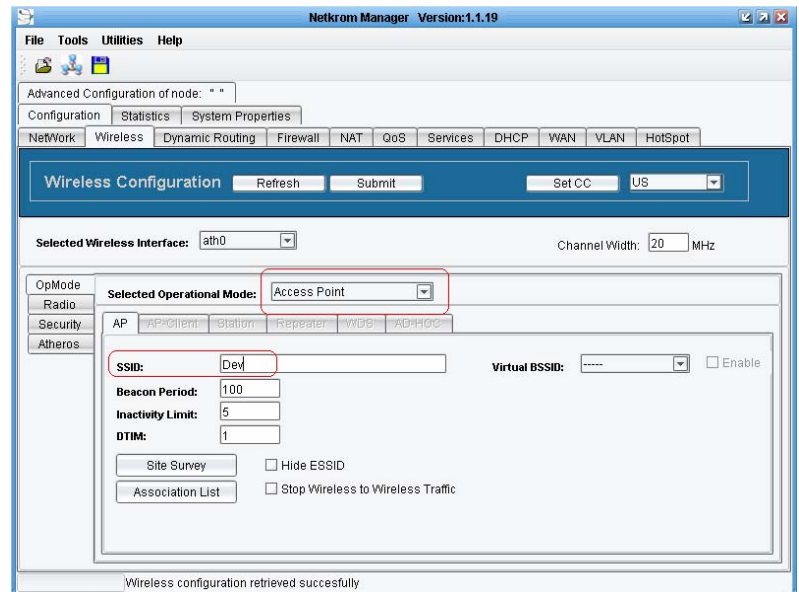 Netkrom Manager Version:1.1.19
File Tools Utilities Help
Advanced Configuration of node: " "
Configuration Statistics System Properties
NetWork Wireless Dynamic Routing Firewall NAT QoS Services DHCP WAN VLAN HotSpot
Wireless Configuration Refresh Submit Set CC US
Selected Wireless Interface: ath0 Channel Width: 20 MHz
OpMode
Radio
Security
Atheros
Selected Operational Mode: Access Point
AP AP-Client Station Repeater WDS AD-HOC
SSID: Dev Virtual BSSID: ----- Enable
Beacon Period: 100
Inactivity Limit: 5
DTIM: 1
Site Survey Hide ESSID
Association List Stop Wireless to Wireless Traffic
Wireless configuration retrieved succesfully